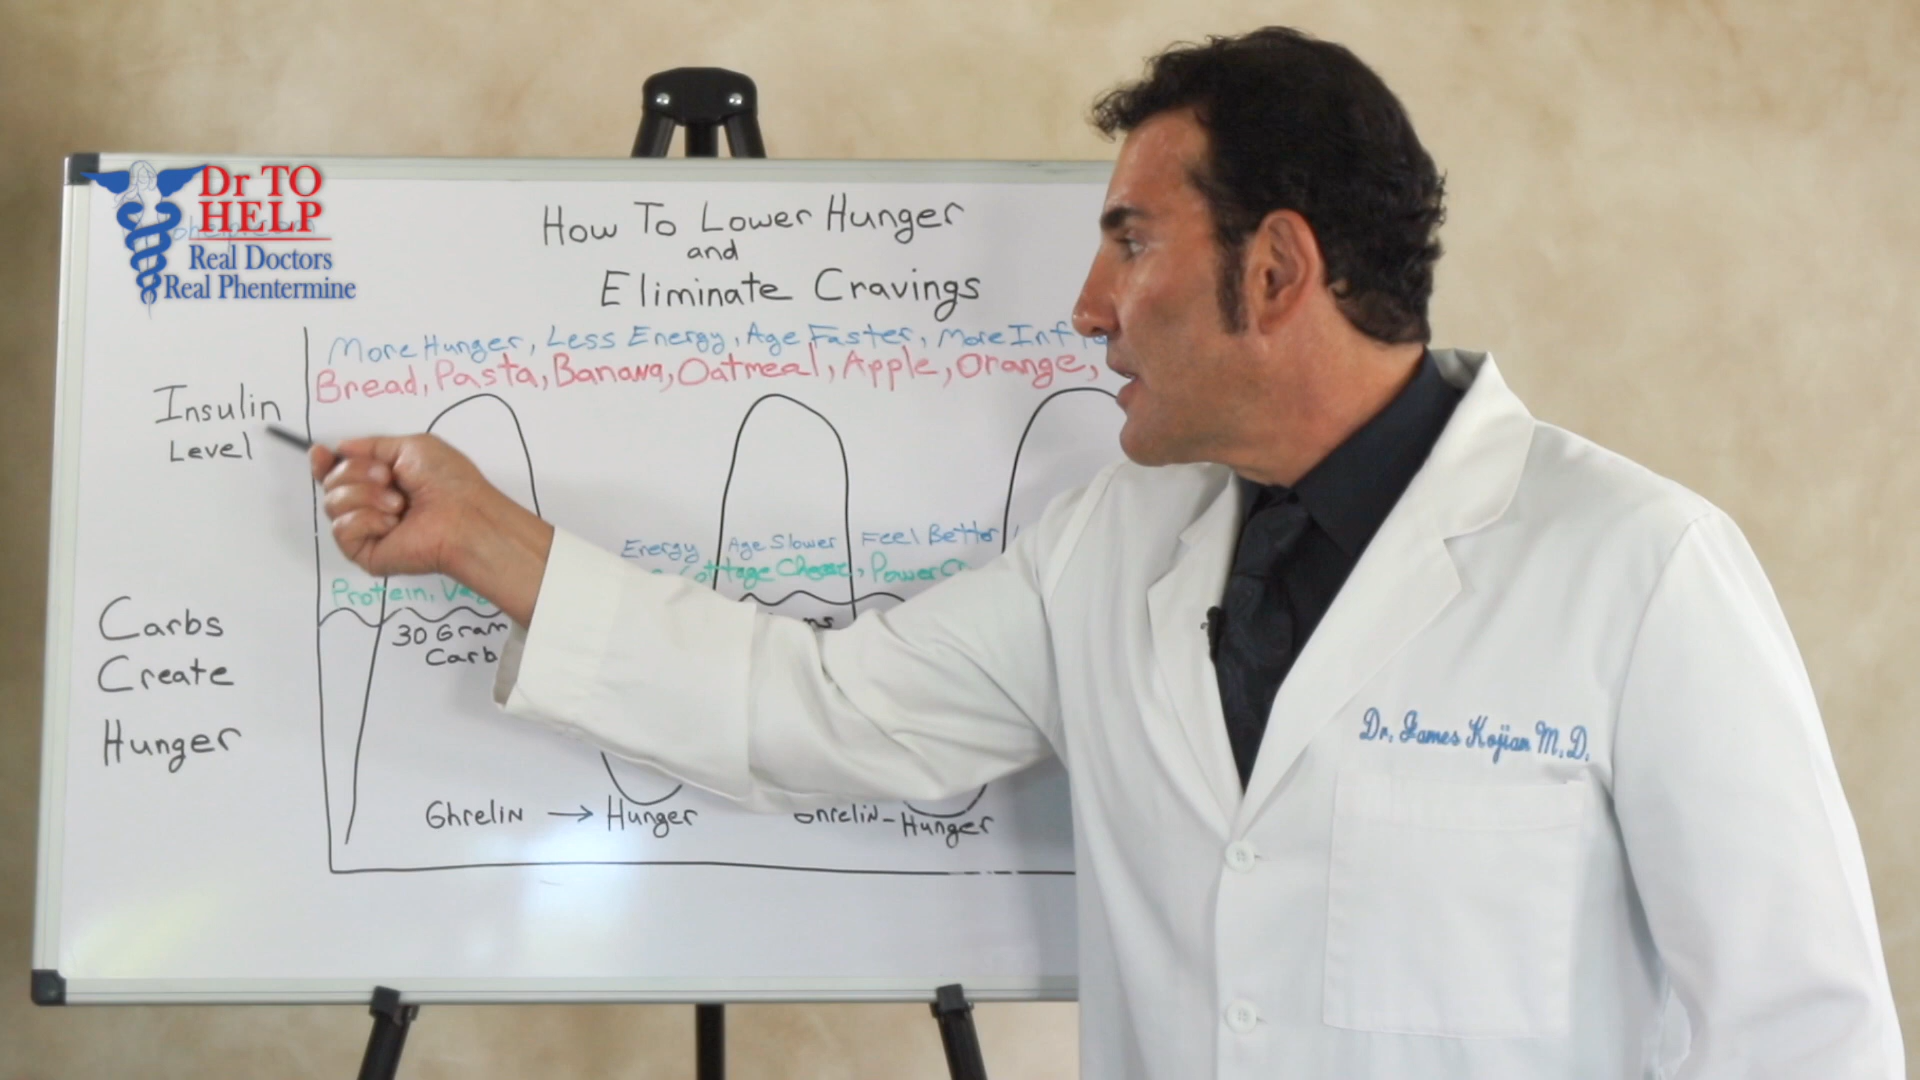 Dr TO
HELP
Real Doctors
Real Phentermine
How To Lower Hunger
and
Eliminate Cravings
More Hunger, Less Energy, Age Faster, More Inf
Bread, Pasta, Banana, Oatmeal, Apple, Orange,
Insulin
Level
Energy Age Slower Feel Better
Protein, Cottage Cheese, Power
30 Gram
Carb
Carbs
Create
Hunger
Ghrelin → Hunger
Hunger
Dr. James Kojian M.D.